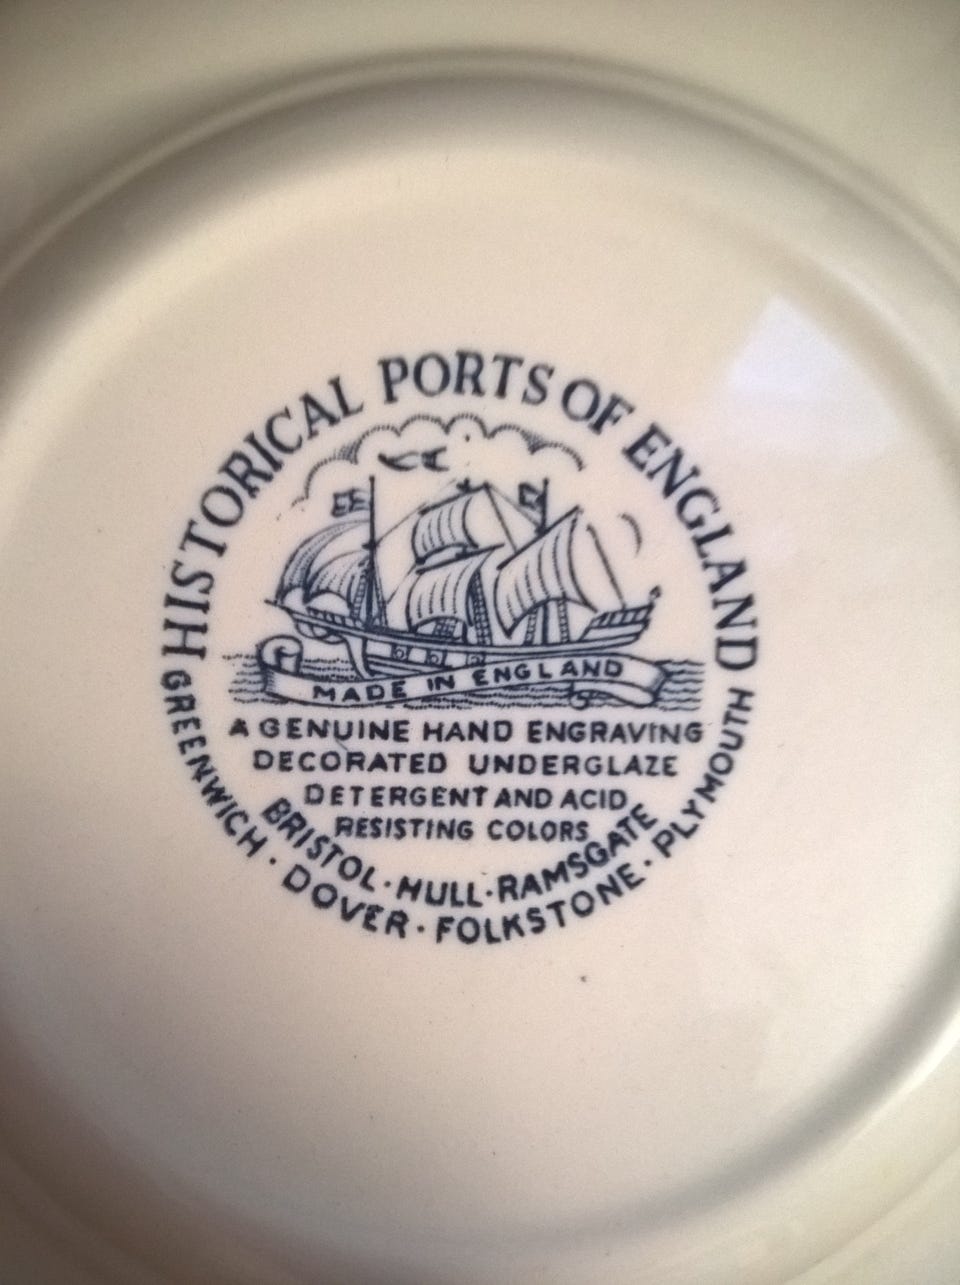 HISTORICAL PORTS OF ENGLAND
MADE IN ENGLAND
A GENUINE HAND ENGRAVING
DECORATED UNDERGLAZE
DETERGENT AND ACID
RESISTING COLORS
BRISTOL · HULL · RAMSGATE
GREENWICH · DOVER · FOLKSTONE · PLYMOUTH